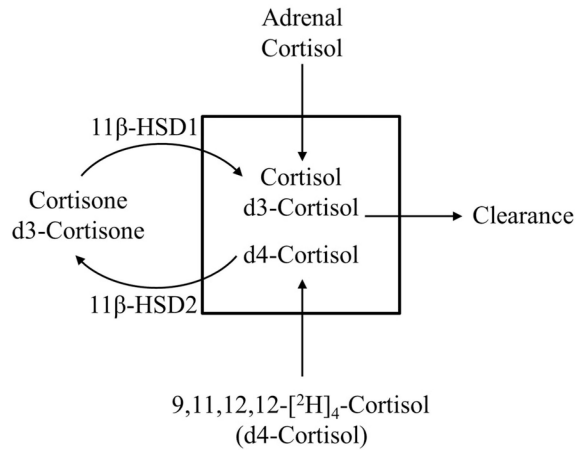 Adrenal
Cortisol
11β-HSD1
Cortisol
d3-Cortisol
Cortisone
d3-Cortisone
Clearance
d4-Cortisol
11β-HSD2
9,11,12,12-[²H]₄-Cortisol
(d4-Cortisol)